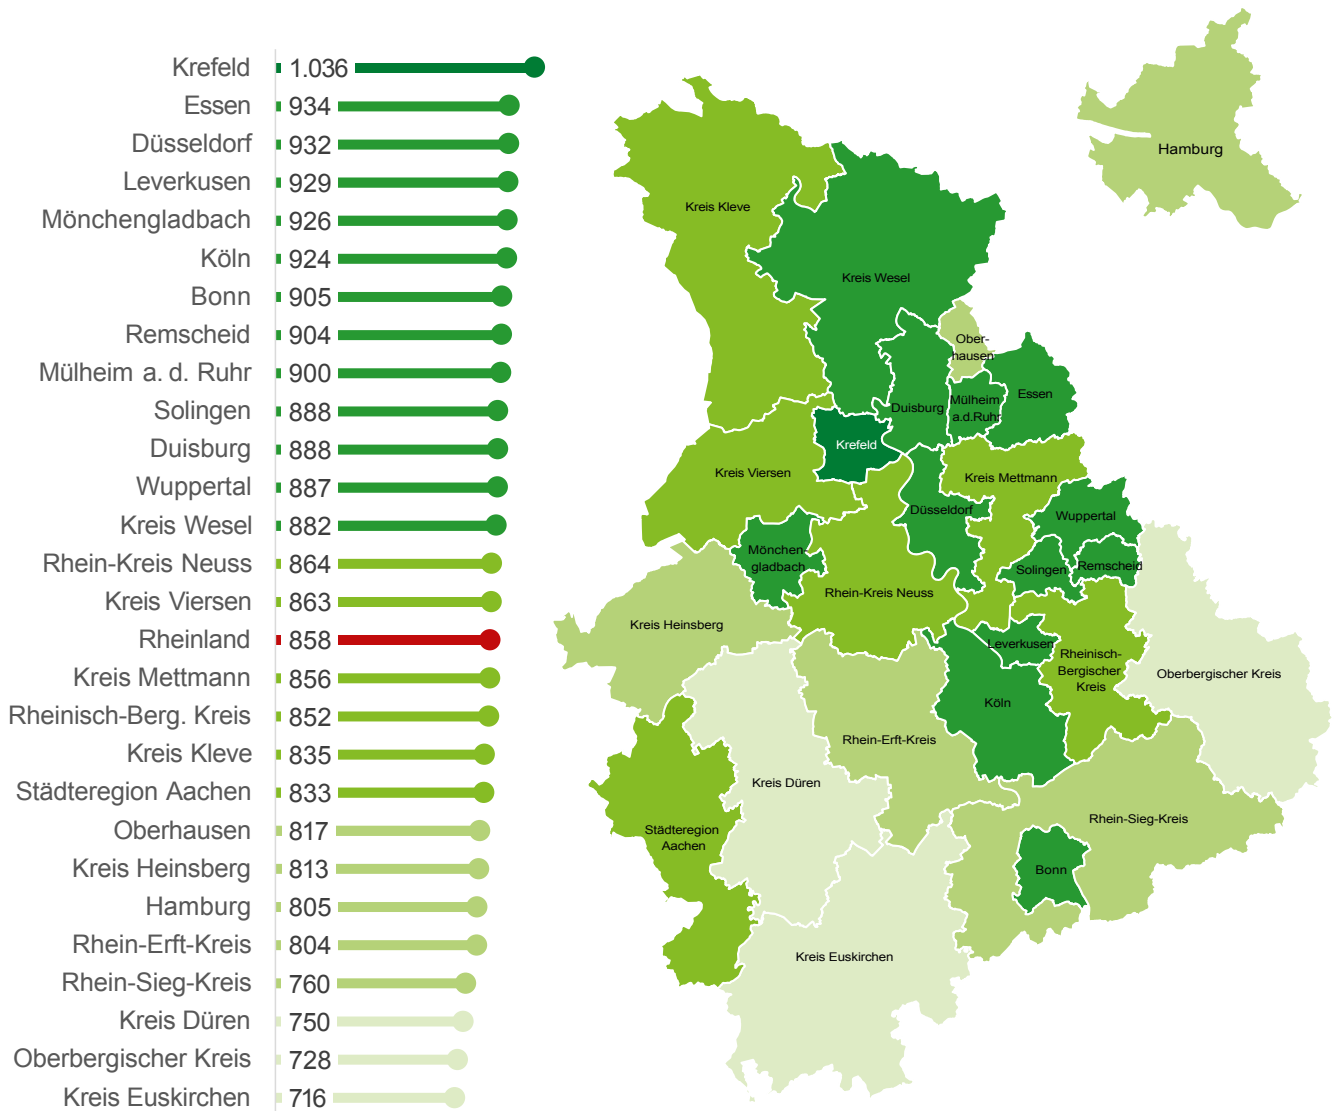 Krefeld 1.036
Essen 934
Düsseldorf 932
Leverkusen 929
Mönchengladbach 926
Köln 924
Bonn 905
Remscheid 904
Mülheim a. d. Ruhr 900
Solingen 888
Duisburg 888
Wuppertal 887
Kreis Wesel 882
Rhein-Kreis Neuss 864
Kreis Viersen 863
Rheinland 858
Kreis Mettmann 856
Rheinisch-Berg. Kreis 852
Kreis Kleve 835
Städteregion Aachen 833
Oberhausen 817
Kreis Heinsberg 813
Hamburg 805
Rhein-Erft-Kreis 804
Rhein-Sieg-Kreis 760
Kreis Düren 750
Oberbergischer Kreis 728
Kreis Euskirchen 716
Hamburg
Kreis Kleve
Kreis Wesel
Ober-
hausen
Duisburg
Mülheim
a.d.Ruhr
Essen
Krefeld
Kreis Viersen
Kreis Mettmann
Düsseldorf
Wuppertal
Mönchen-
gladbach
Solingen
Remscheid
Rhein-Kreis Neuss
Kreis Heinsberg
Leverkusen
Rheinisch-
Bergischer
Kreis
Oberbergischer Kreis
Köln
Rhein-Erft-Kreis
Kreis Düren
Rhein-Sieg-Kreis
Städteregion
Aachen
Bonn
Kreis Euskirchen